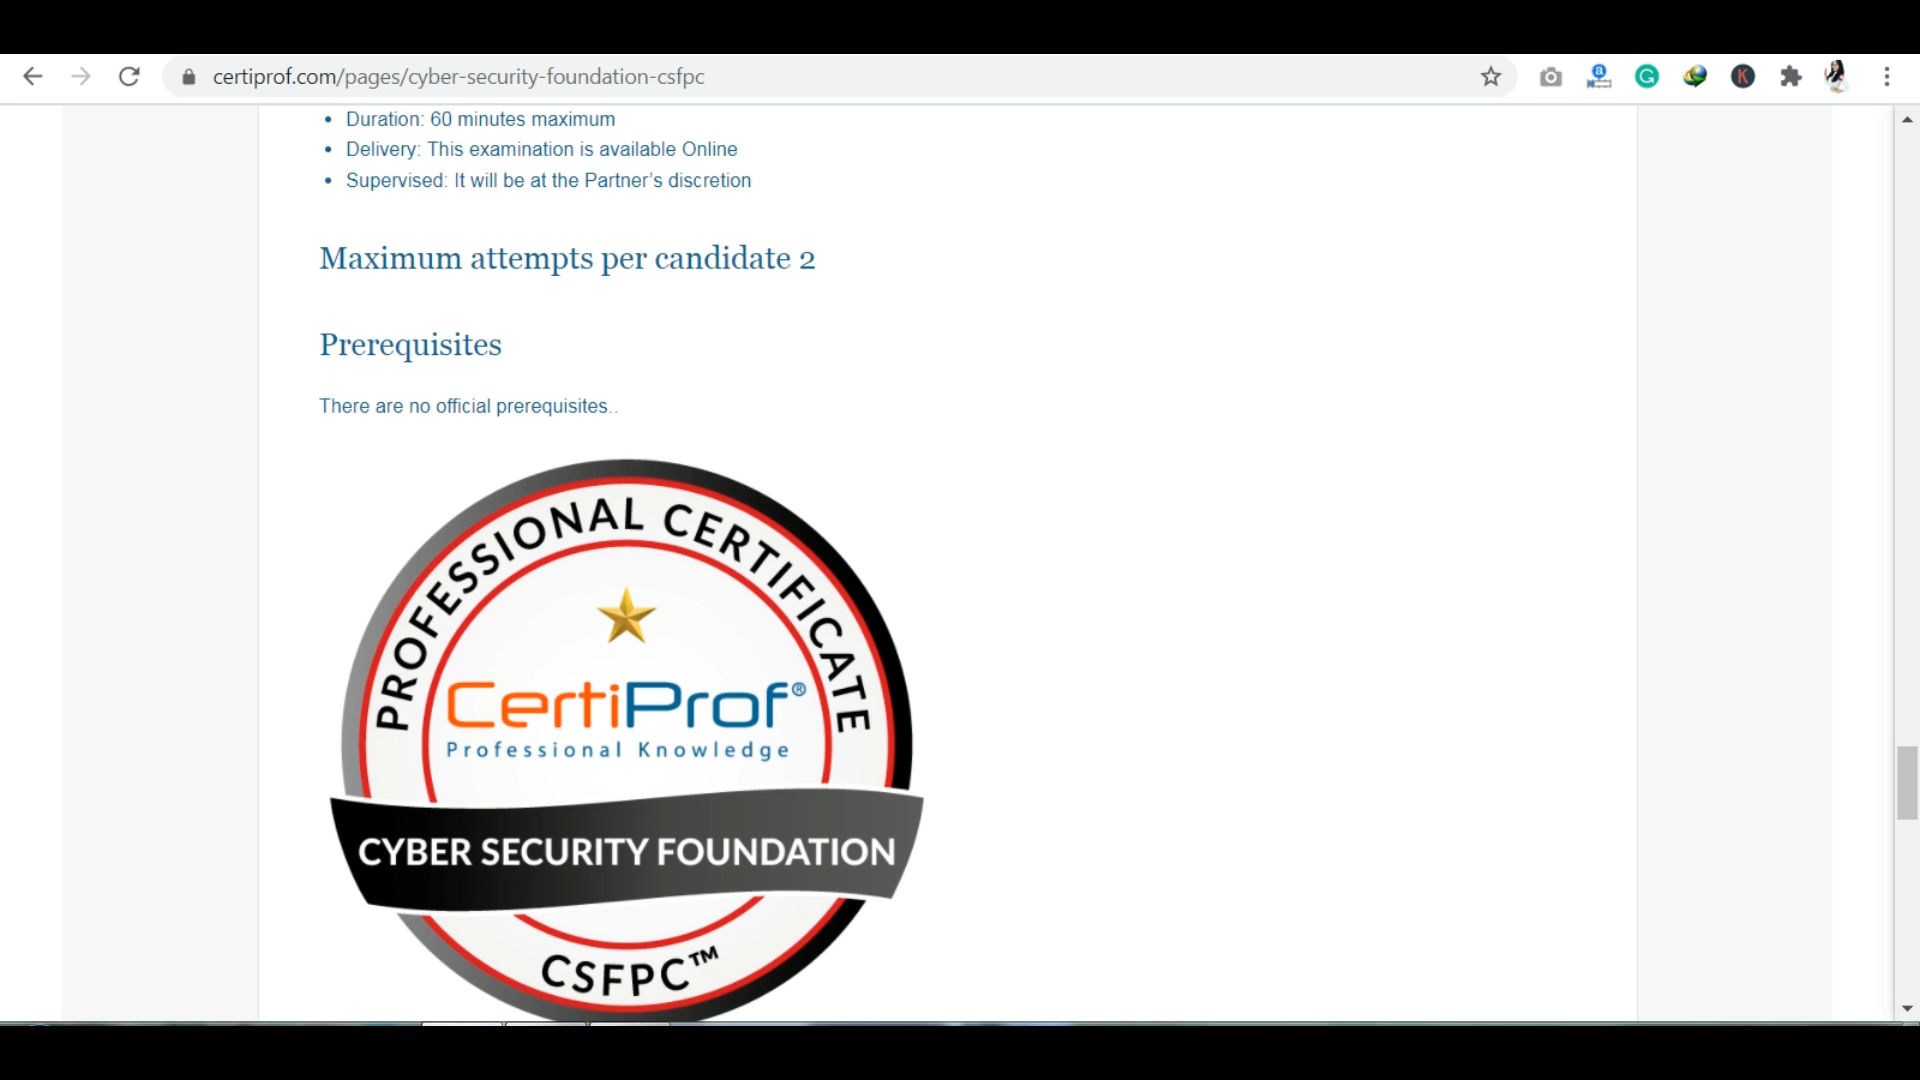 certiprof.com/pages/cyber-security-foundation-csfpc
Duration: 60 minutes maximum
Delivery: This examination is available Online
Supervised: It will be at the Partner’s discretion
Maximum attempts per candidate 2
Prerequisites
There are no official prerequisites..
PROFESSIONAL CERTIFICATE
CertiProf®
Professional Knowledge
CYBER SECURITY FOUNDATION
CSFPC™